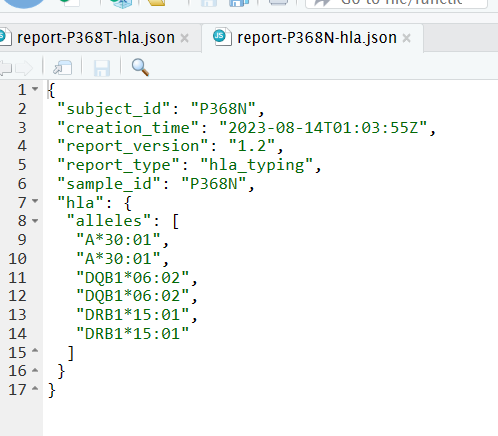 Go to file/function
report-P368T-hla.json × report-P368N-hla.json ×
1 {
2 "subject_id": "P368N",
3 "creation_time": "2023-08-14T01:03:55Z",
4 "report_version": "1.2",
5 "report_type": "hla_typing",
6 "sample_id": "P368N",
7 "hla": {
8 "alleles": [
9 "A*30:01",
10 "A*30:01",
11 "DQB1*06:02",
12 "DQB1*06:02",
13 "DRB1*15:01",
14 "DRB1*15:01"
15 ]
16 }
17 }